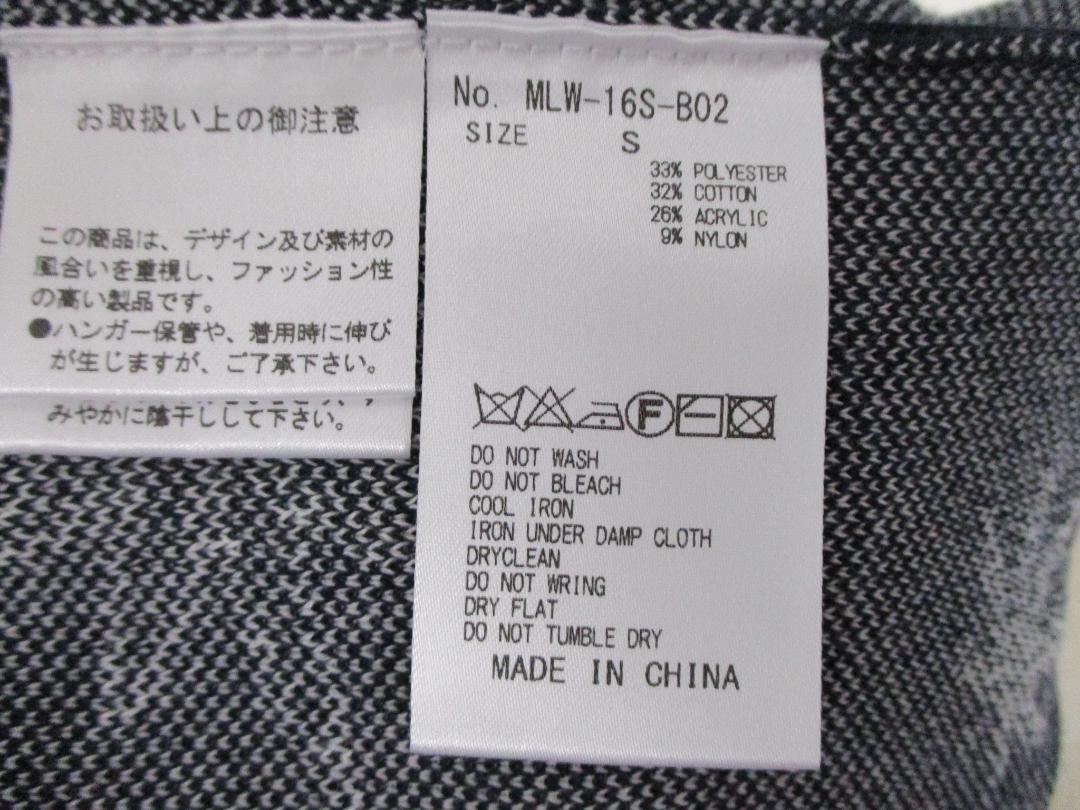 お取扱い上の御注意
この商品は、デザイン及び素材の
風合いを重視し、ファッション性
の高い製品です。
●ハンガー保管や、着用時に伸び
が生じますが、ご了承下さい。
みやかに陰干しして下さい。
No. MLW-16S-B02
SIZE S
33% POLYESTER
32% COTTON
26% ACRYLIC
9% NYLON
F
DO NOT WASH
DO NOT BLEACH
COOL IRON
IRON UNDER DAMP CLOTH
DRYCLEAN
DO NOT WRING
DRY FLAT
DO NOT TUMBLE DRY
MADE IN CHINA